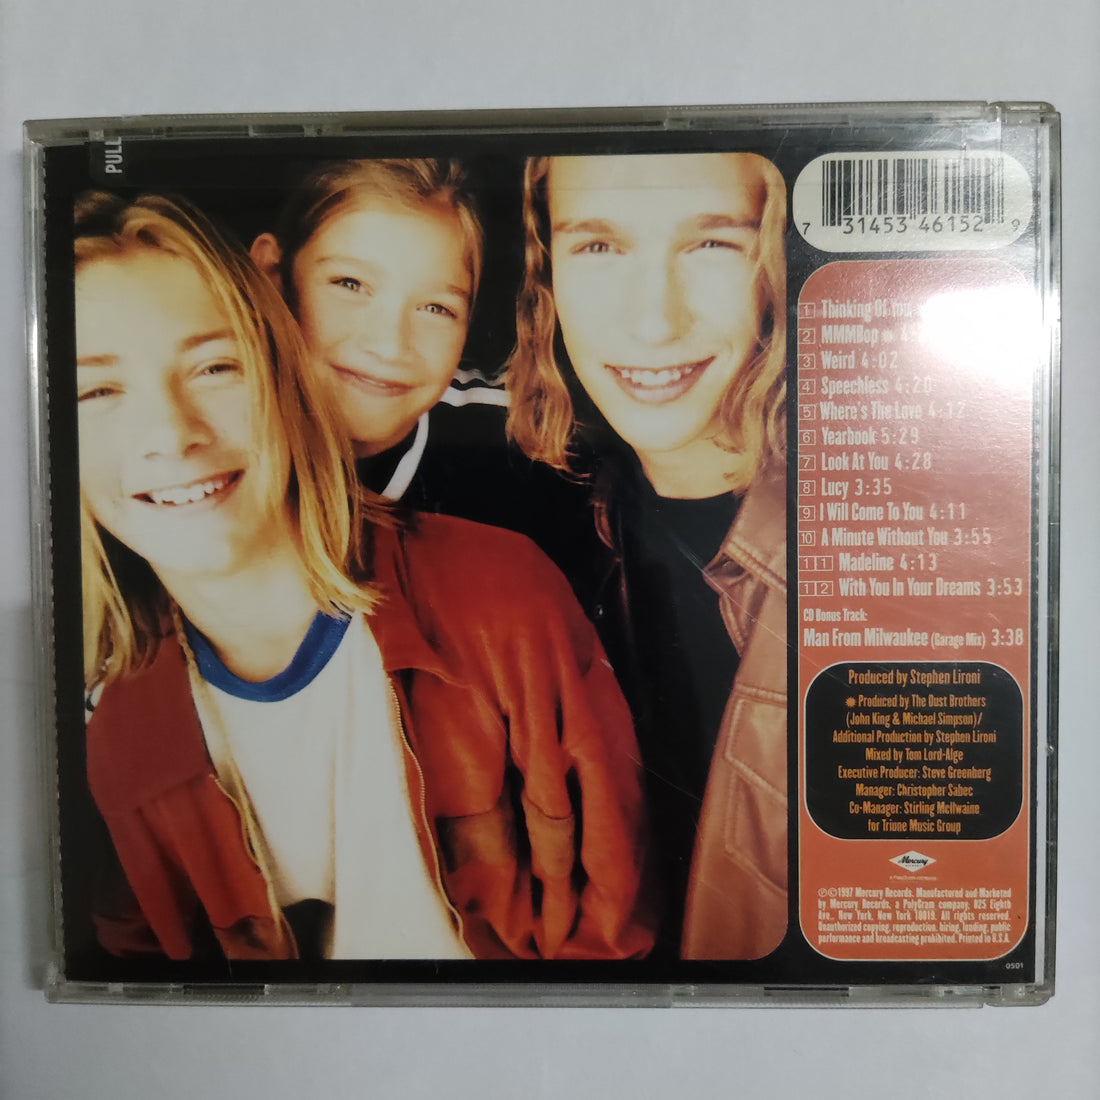 PULL
7 31453 46152 9
1 Thinking Of You
2 MMMBop ✹ 4:
3 Weird 4:02
4 Speechless 4:20
5 Where's The Love 4:12
6 Yearbook 5:29
7 Look At You 4:28
8 Lucy 3:35
9 I Will Come To You 4:11
10 A Minute Without You 3:55
11 Madeline 4:13
12 With You In Your Dreams 3:53
CD Bonus Track:
Man From Milwaukee (Garage Mix) 3:38
Produced by Stephen Lironi
✹ Produced by The Dust Brothers
(John King & Michael Simpson)/
Additional Production by Stephen Lironi
Mixed by Tom Lord-Alge
Executive Producer: Steve Greenberg
Manager: Christopher Sabec
Co-Manager: Stirling McIlwaine
for Triune Music Group
Mercury
℗©1997 Mercury Records. Manufactured and Marketed
by Mercury Records, a PolyGram company, 825 Eighth
Ave., New York, New York 10019. All rights reserved.
Unauthorized copying, reproduction, hiring, lending, public
performance and broadcasting prohibited. Printed in U.S.A.
0501